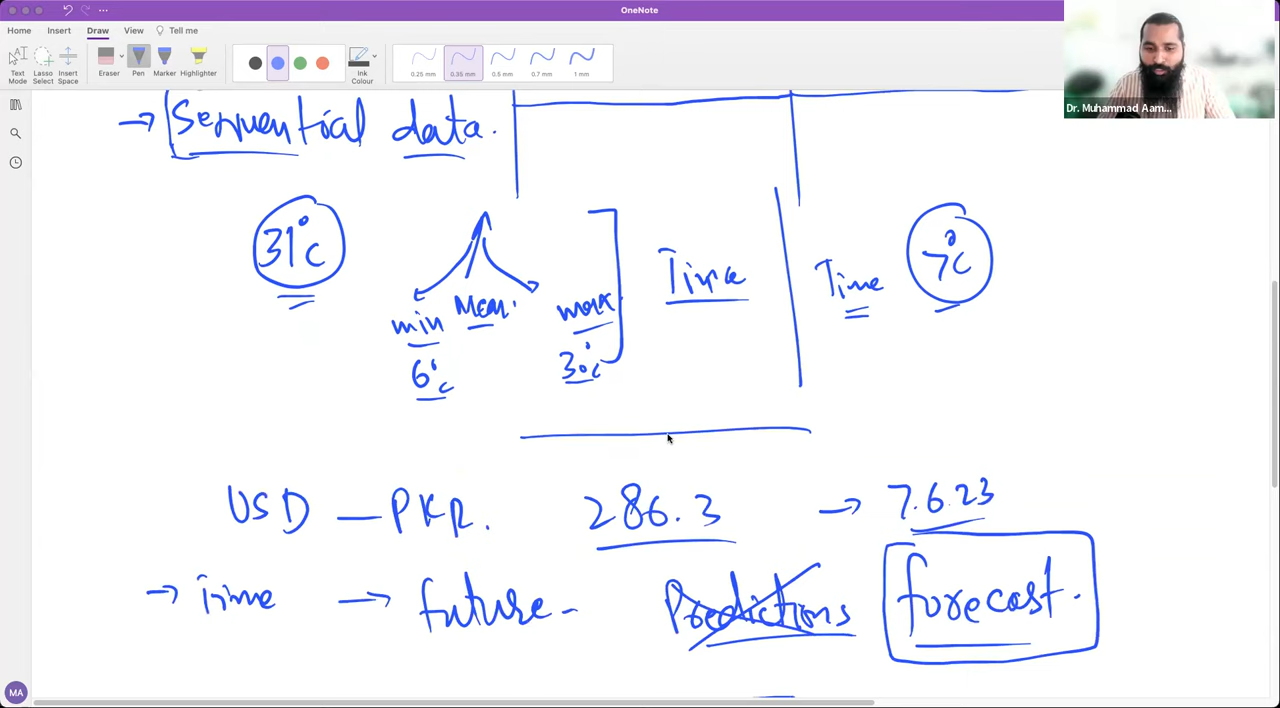 OneNote
Home Insert Draw View Tell me
Text Mode Lasso Select Insert Space Eraser Pen Marker Highlighter Ink Colour 0.25 mm 0.35 mm 0.5 mm 0.7 mm 1 mm
Dr. Muhammad Aam...
→ Sequential data.
31°C Time Time 7°C
min Mean. max
6°C 30°C
USD — PKR. 286.3 → 7.6.23
→ Time → future - Predictions forecast.
MA